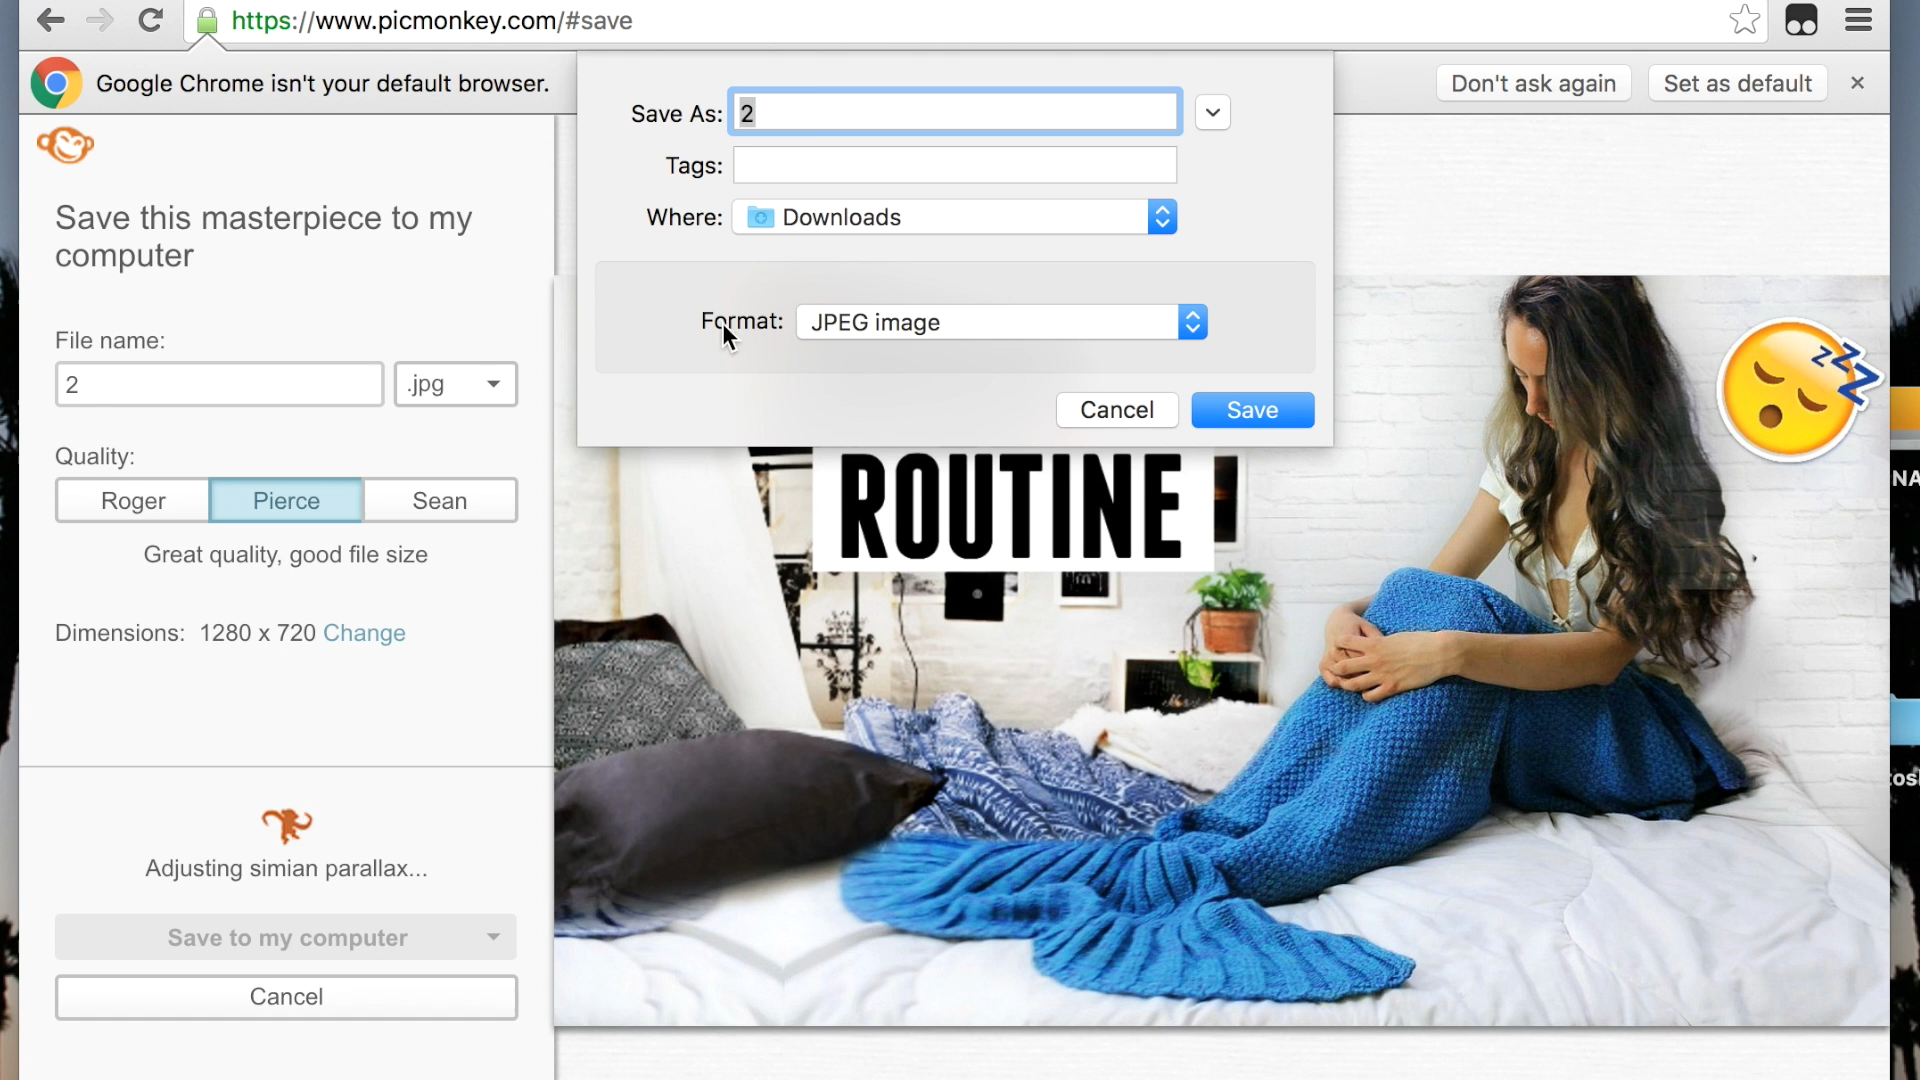 https://www.picmonkey.com/#save
Google Chrome isn't your default browser.
Don't ask again
Set as default
Save As: 2
Tags:
Where: Downloads
Format: JPEG image
Cancel
Save
Save this masterpiece to my
computer
File name:
2
.jpg
Quality:
Roger
Pierce
Sean
Great quality, good file size
Dimensions: 1280 x 720 Change
Adjusting simian parallax...
Save to my computer
Cancel
ROUTINE
zzz
NA